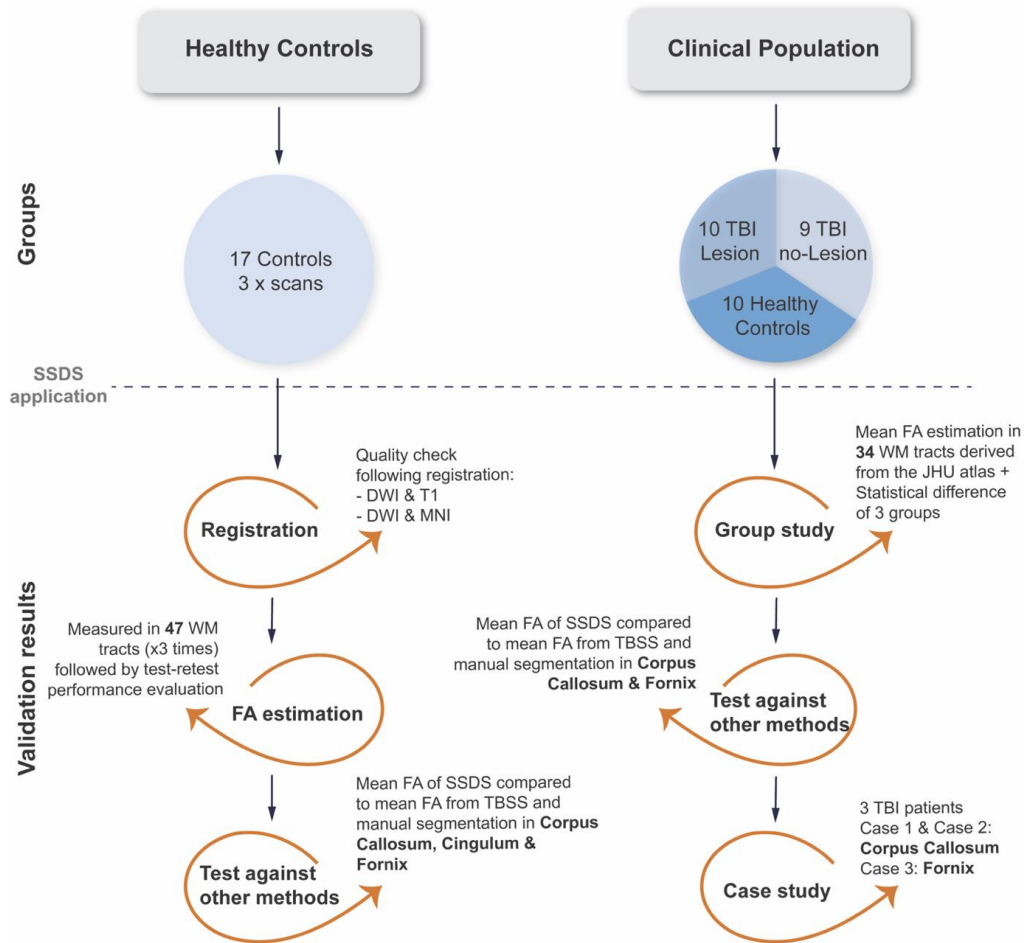 Healthy Controls
Clinical Population
Groups
17 Controls
3 x scans
10 TBI
Lesion
9 TBI
no-Lesion
10 Healthy
Controls
SSDS
application
Validation results
Registration
Quality check
following registration:
- DWI & T1
- DWI & MNI
Group study
Mean FA estimation in
34 WM tracts derived
from the JHU atlas +
Statistical difference
of 3 groups
Measured in 47 WM
tracts (x3 times)
followed by test-retest
performance evaluation
FA estimation
Mean FA of SSDS compared
to mean FA from TBSS and
manual segmentation in Corpus
Callosum & Fornix
Test against
other methods
Test against
other methods
Mean FA of SSDS compared
to mean FA from TBSS and
manual segmentation in Corpus
Callosum, Cingulum &
Fornix
Case study
3 TBI patients
Case 1 & Case 2:
Corpus Callosum
Case 3: Fornix